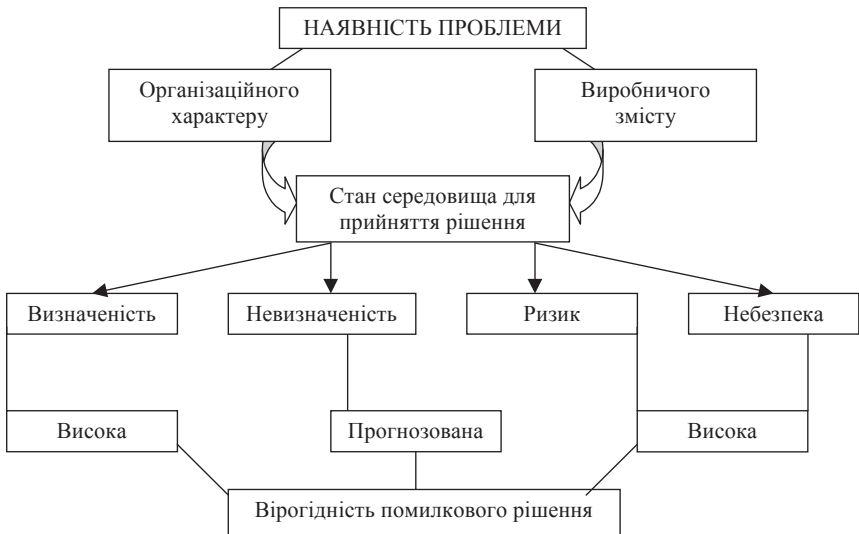 НАЯВНІСТЬ ПРОБЛЕМИ
Організаційного
характеру
Виробничого
змісту
Стан середовища для
прийняття рішення
Визначеність
Невизначеність
Ризик
Небезпека
Висока
Прогнозована
Висока
Вірогідність помилкового рішення